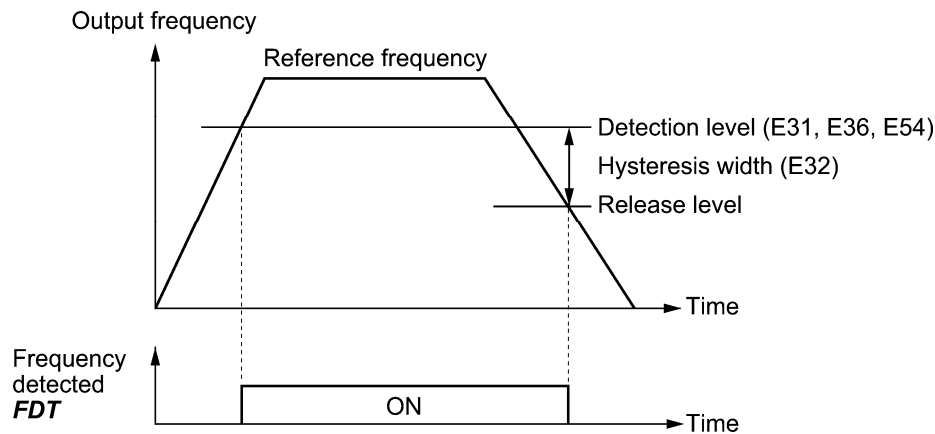 Output frequency
Reference frequency
Detection level (E31, E36, E54)
Hysteresis width (E32)
Release level
Time
Frequency
detected
FDT
ON
Time